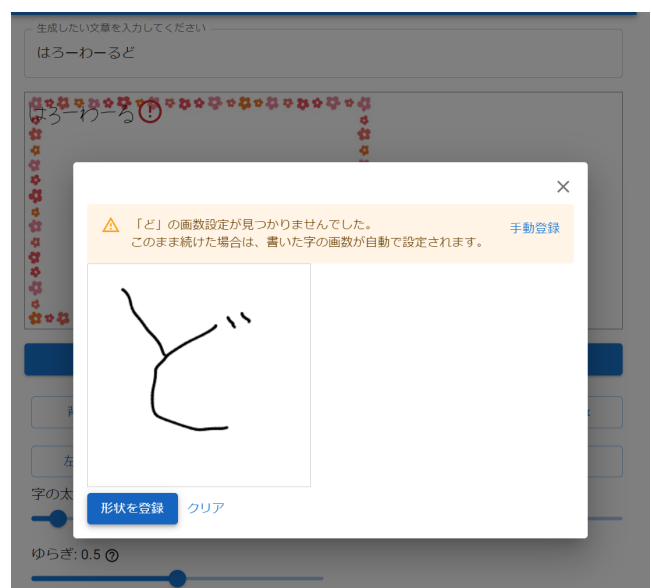 生成したい文章を入力してください
はろーわーるど
はろーわーる
「ど」の画数設定が見つかりませんでした。
このまま続けた場合は、書いた字の画数が自動で設定されます。
手動登録
ど
形状を登録
クリア
字の太
ゆらぎ: 0.5